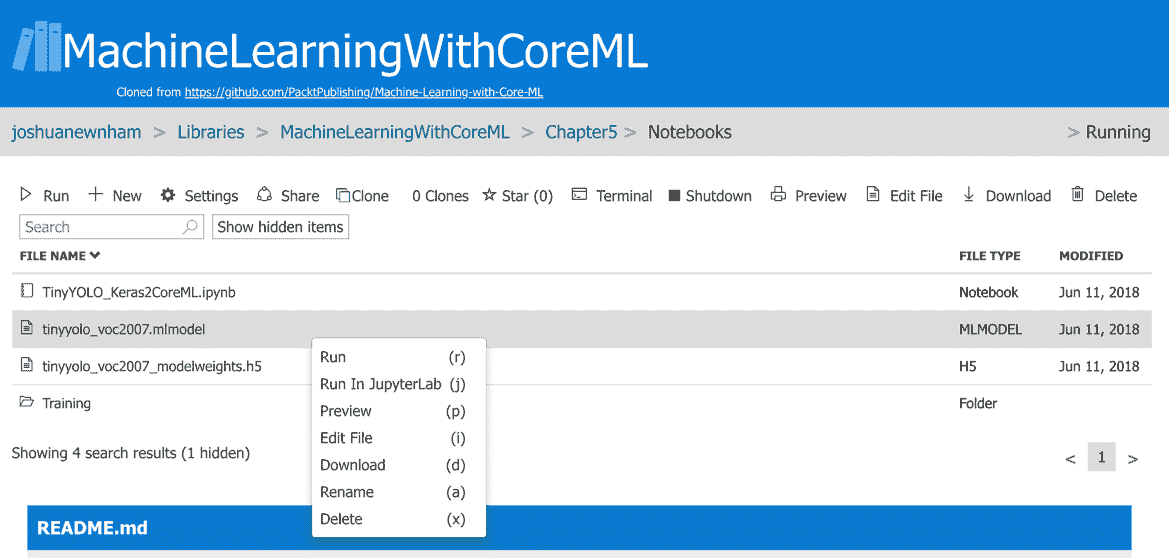 MachineLearningWithCoreML
Cloned from https://github.com/PacktPublishing/Machine-Learning-with-Core-ML
joshuanewnham > Libraries > MachineLearningWithCoreML > Chapter5 > Notebooks > Running
Run New Settings Share Clone 0 Clones Star (0) Terminal Shutdown Preview Edit File Download Delete
Search Show hidden items
FILE NAME FILE TYPE MODIFIED
TinyYOLO_Keras2CoreML.ipynb Notebook Jun 11, 2018
tinyyolo_voc2007.mlmodel MLMODEL Jun 11, 2018
tinyyolo_voc2007_modelweights.h5 H5 Jun 11, 2018
Training Folder
Run (r)
Run In JupyterLab (j)
Preview (p)
Edit File (i)
Download (d)
Rename (a)
Delete (x)
Showing 4 search results (1 hidden) < 1 >
README.md